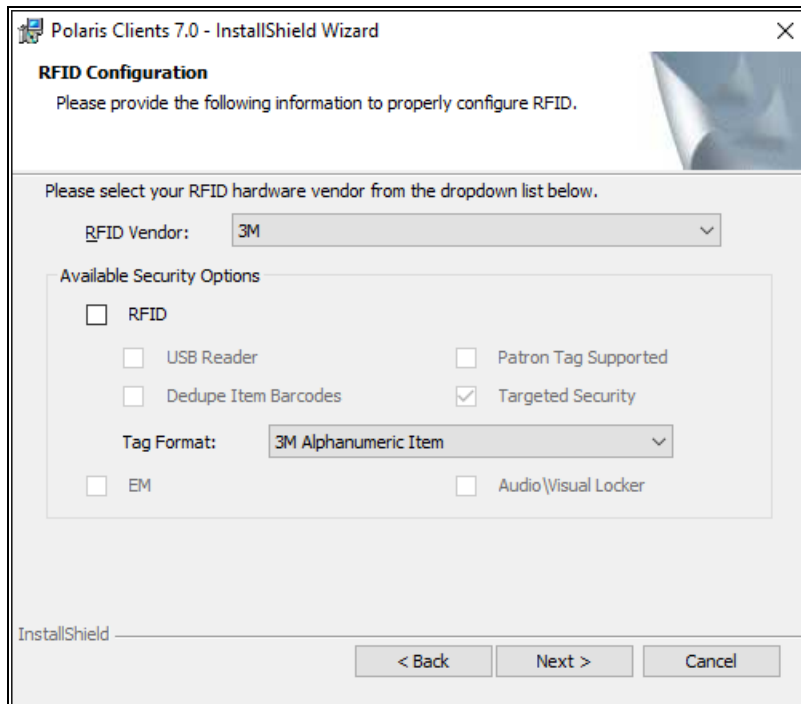 Polaris Clients 7.0 - InstallShield Wizard
RFID Configuration
Please provide the following information to properly configure RFID.
Please select your RFID hardware vendor from the dropdown list below.
RFID Vendor: 3M
Available Security Options
RFID
USB Reader Patron Tag Supported
Dedupe Item Barcodes Targeted Security
Tag Format: 3M Alphanumeric Item
EM Audio\Visual Locker
InstallShield
< Back Next > Cancel